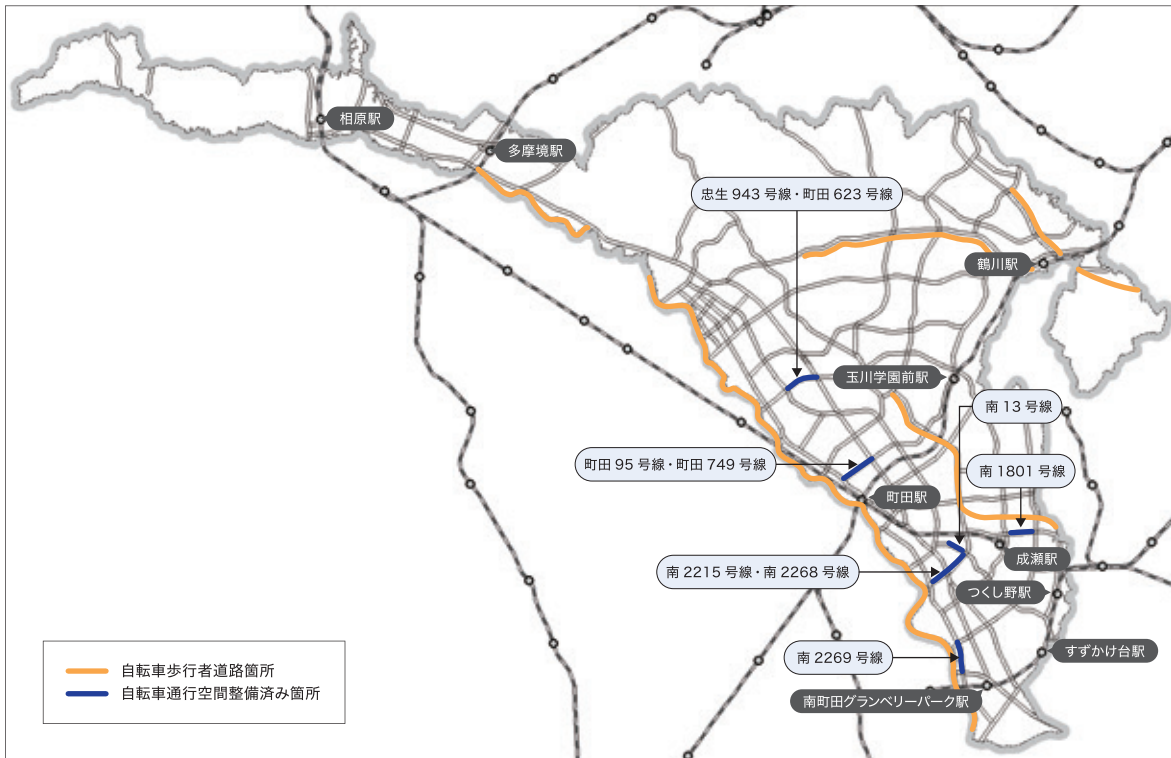 相原駅
多摩境駅
忠生 943 号線・町田 623 号線
鶴川駅
玉川学園前駅
南 13 号線
町田 95 号線・町田 749 号線
南 1801 号線
町田駅
成瀬駅
南 2215 号線・南 2268 号線
つくし野駅
南 2269 号線
すずかけ台駅
南町田グランベリーパーク駅
自転車歩行者道路箇所
自転車通行空間整備済み箇所